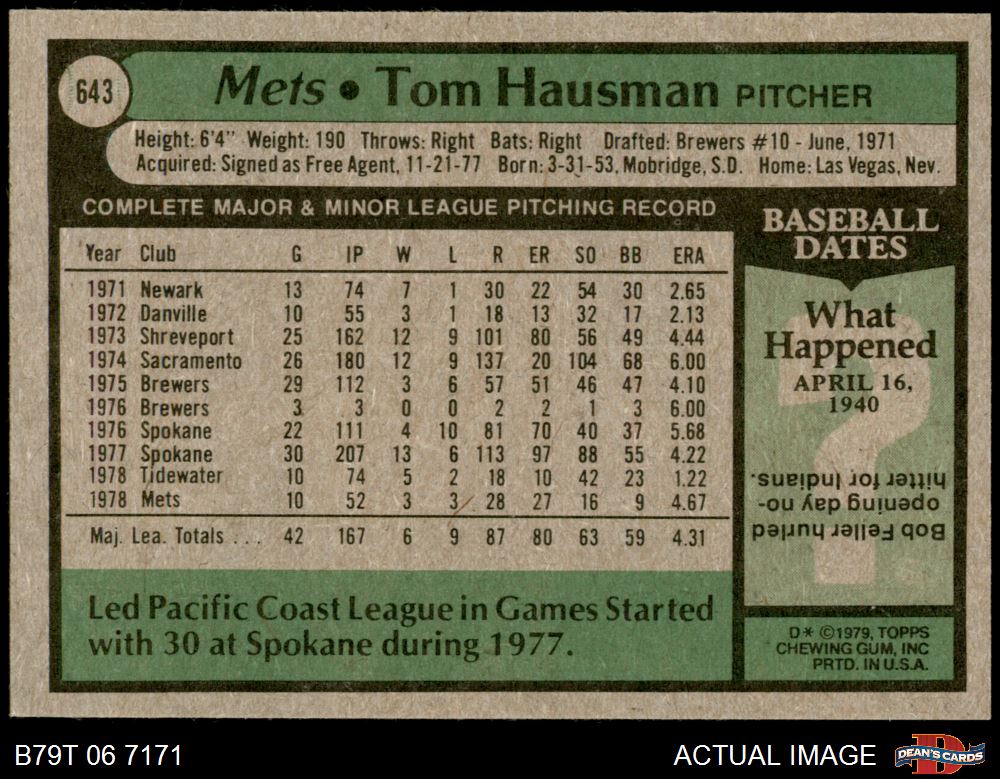 643
Mets • Tom Hausman PITCHER
Height: 6'4" Weight: 190 Throws: Right Bats: Right Drafted: Brewers #10 - June, 1971
Acquired: Signed as Free Agent, 11-21-77 Born: 3-31-53, Mobridge, S.D. Home: Las Vegas, Nev.
COMPLETE MAJOR & MINOR LEAGUE PITCHING RECORD
Year Club G IP W L R ER SO BB ERA
1971 Newark 13 74 7 1 30 22 54 30 2.65
1972 Danville 10 55 3 1 18 13 32 17 2.13
1973 Shreveport 25 162 12 9 101 80 56 49 4.44
1974 Sacramento 26 180 12 9 137 20 104 68 6.00
1975 Brewers 29 112 3 6 57 51 46 47 4.10
1976 Brewers 3 3 0 0 2 2 1 3 6.00
1976 Spokane 22 111 4 10 81 70 40 37 5.68
1977 Spokane 30 207 13 6 113 97 88 55 4.22
1978 Tidewater 10 74 5 2 18 10 42 23 1.22
1978 Mets 10 52 3 3 28 27 16 9 4.67
Maj. Lea. Totals . . . 42 167 6 9 87 80 63 59 4.31
Led Pacific Coast League in Games Started
with 30 at Spokane during 1977.
BASEBALL
DATES
What
Happened
APRIL 16,
1940
?
Bob Feller hurled
opening day no-
hitter for Indians.
D* ©1979, TOPPS
CHEWING GUM, INC
PRTD. IN U.S.A.
B79T 06 7171
ACTUAL IMAGE
D
DEAN'S CARDS